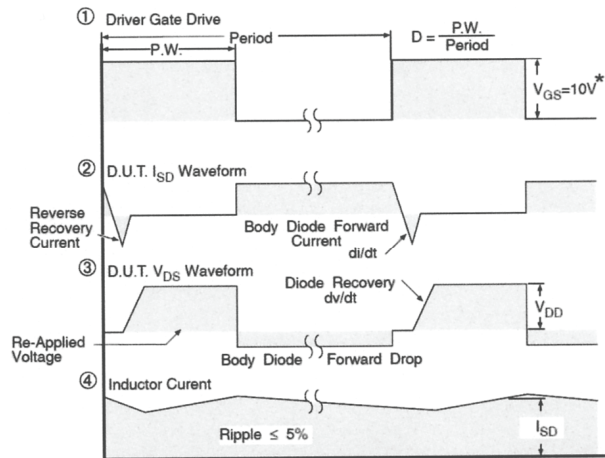 ① Driver Gate Drive
P.W.
Period
D = P.W. / Period
V_GS=10V*
② D.U.T. I_SD Waveform
Reverse
Recovery
Current
Body Diode Forward
Current
di/dt
③ D.U.T. V_DS Waveform
Diode Recovery
dv/dt
V_DD
Re-Applied
Voltage
Body Diode Forward Drop
④ Inductor Curent
Ripple ≤ 5%
I_SD